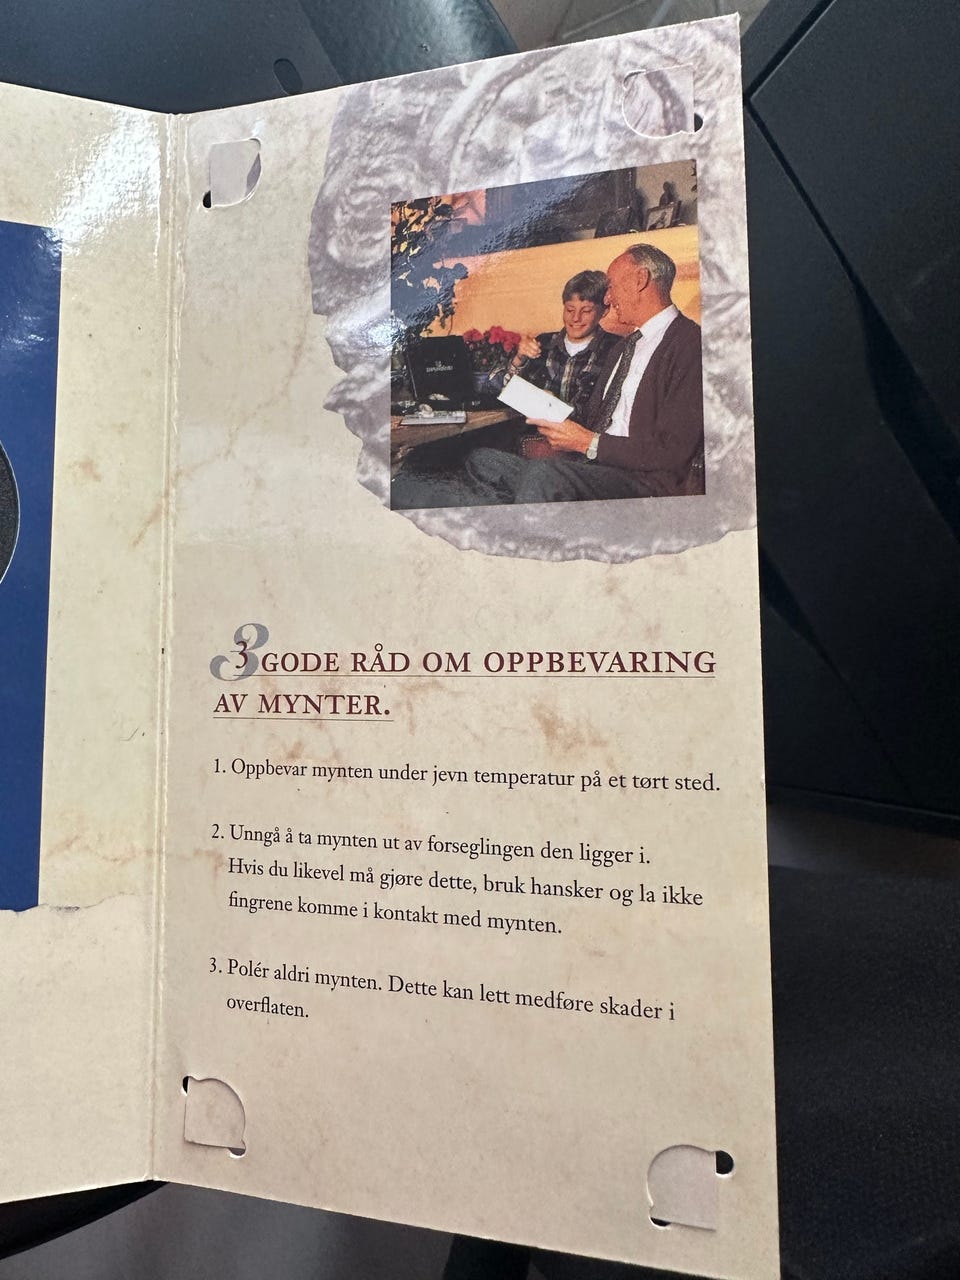 3 GODE RÅD OM OPPBEVARING
AV MYNTER.
1. Oppbevar mynten under jevn temperatur på et tørt sted.
2. Unngå å ta mynten ut av forseglingen den ligger i.
Hvis du likevel må gjøre dette, bruk hansker og la ikke
fingrene komme i kontakt med mynten.
3. Polér aldri mynten. Dette kan lett medføre skader i
overflaten.